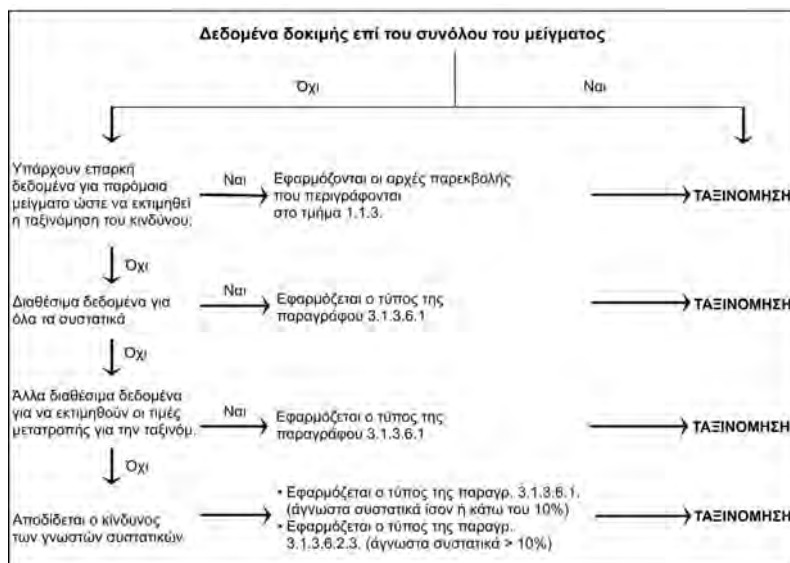 Δεδομένα δοκιμής επί του συνόλου του μείγματος
Όχι
Ναι
Υπάρχουν επαρκή
δεδομένα για παρόμοια
μείγματα ώστε να εκτιμηθεί
η ταξινόμηση του κινδύνου;
Ναι
Εφαρμόζονται οι αρχές παρεκβολής
που περιγράφονται
στο τμήμα 1.1.3.
ΤΑΞΙΝΟΜΗΣΗ
Όχι
Διαθέσιμα δεδομένα για
όλα τα συστατικά
Ναι
Εφαρμόζεται ο τύπος της
παραγράφου 3.1.3.6.1
ΤΑΞΙΝΟΜΗΣΗ
Όχι
Άλλα διαθέσιμα δεδομένα
για να εκτιμηθούν οι τιμές
μετατροπής για την ταξινόμ.
Ναι
Εφαρμόζεται ο τύπος της
παραγράφου 3.1.3.6.1
ΤΑΞΙΝΟΜΗΣΗ
Όχι
Αποδίδεται ο κίνδυνος
των γνωστών συστατικών
• Εφαρμόζεται ο τύπος της παραγρ. 3.1.3.6.1.
(άγνωστα συστατικά ίσον ή κάτω του 10%)
• Εφαρμόζεται ο τύπος της παραγρ.
3.1.3.6.2.3. (άγνωστα συστατικά > 10%)
ΤΑΞΙΝΟΜΗΣΗ